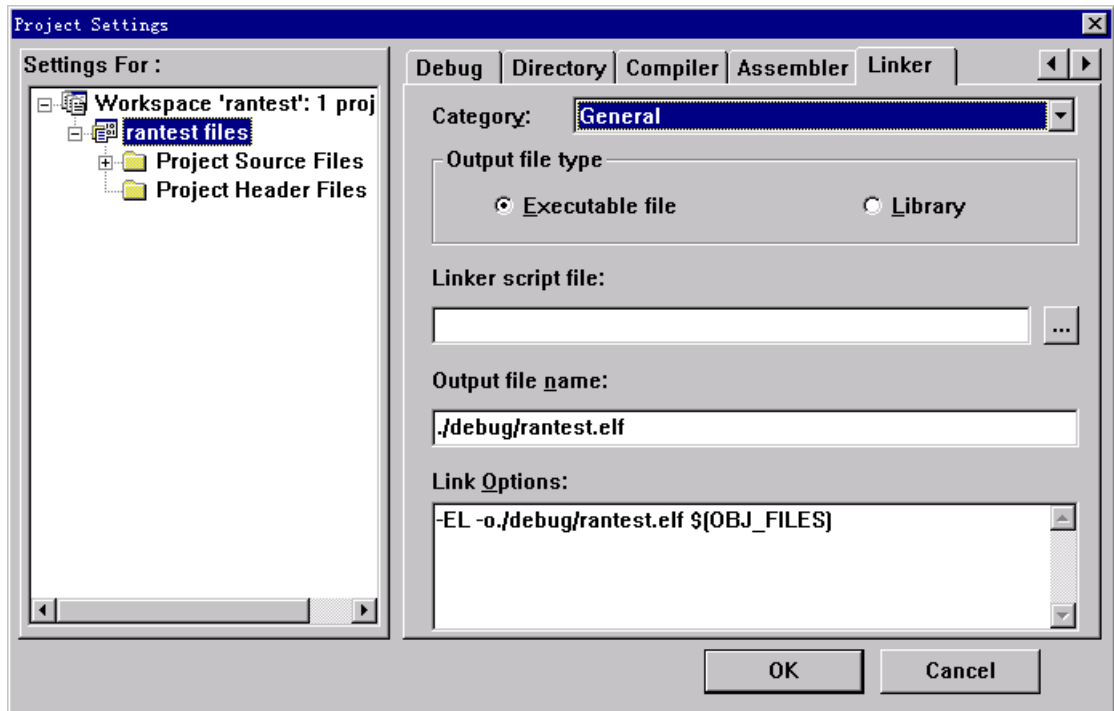 Project Settings
Settings For :
Workspace 'rantest': 1 proj
rantest files
Project Source Files
Project Header Files
Debug
Directory
Compiler
Assembler
Linker
Category:
General
Output file type
Executable file
Library
Linker script file:
...
Output file name:
./debug/rantest.elf
Link Options:
-EL -o./debug/rantest.elf $(OBJ_FILES)
OK
Cancel